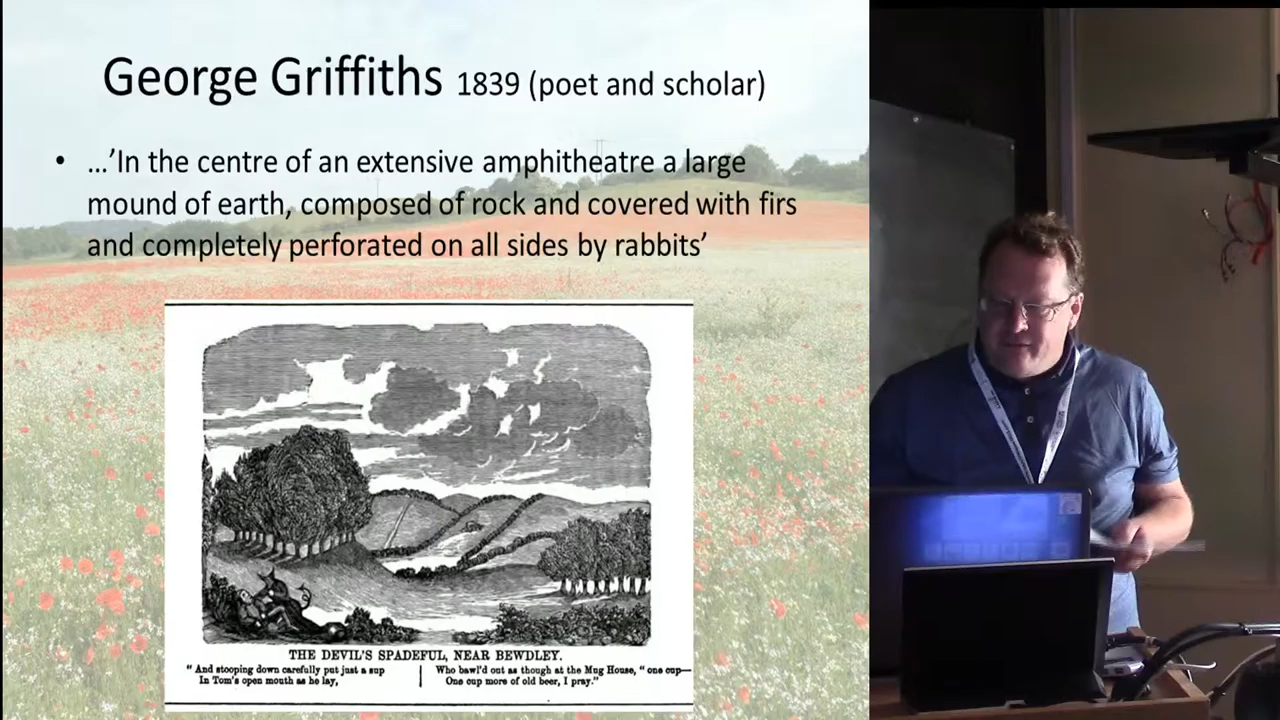 George Griffiths 1839 (poet and scholar)
• ...’In the centre of an extensive amphitheatre a large
mound of earth, composed of rock and covered with firs
and completely perforated on all sides by rabbits’
THE DEVIL'S SPADEFUL, NEAR BEWDLEY.
"And stooping down carefully put just a sup
In Tom's open mouth as he lay,
Who bawl'd out as though at the Mug House, "one cup—
One cup more of old beer, I pray."